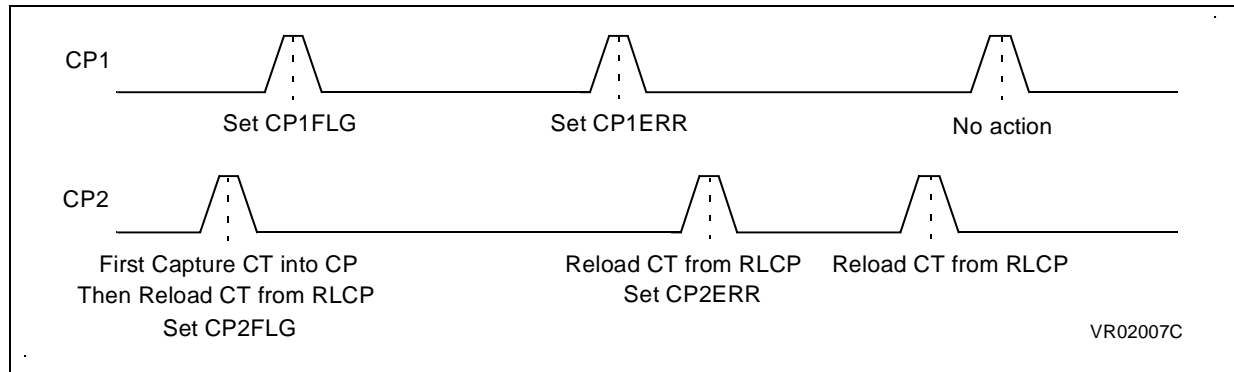 CP1
Set CP1FLG
Set CP1ERR
No action
CP2
First Capture CT into CP
Then Reload CT from RLCP
Set CP2FLG
Reload CT from RLCP
Set CP2ERR
Reload CT from RLCP
VR02007C